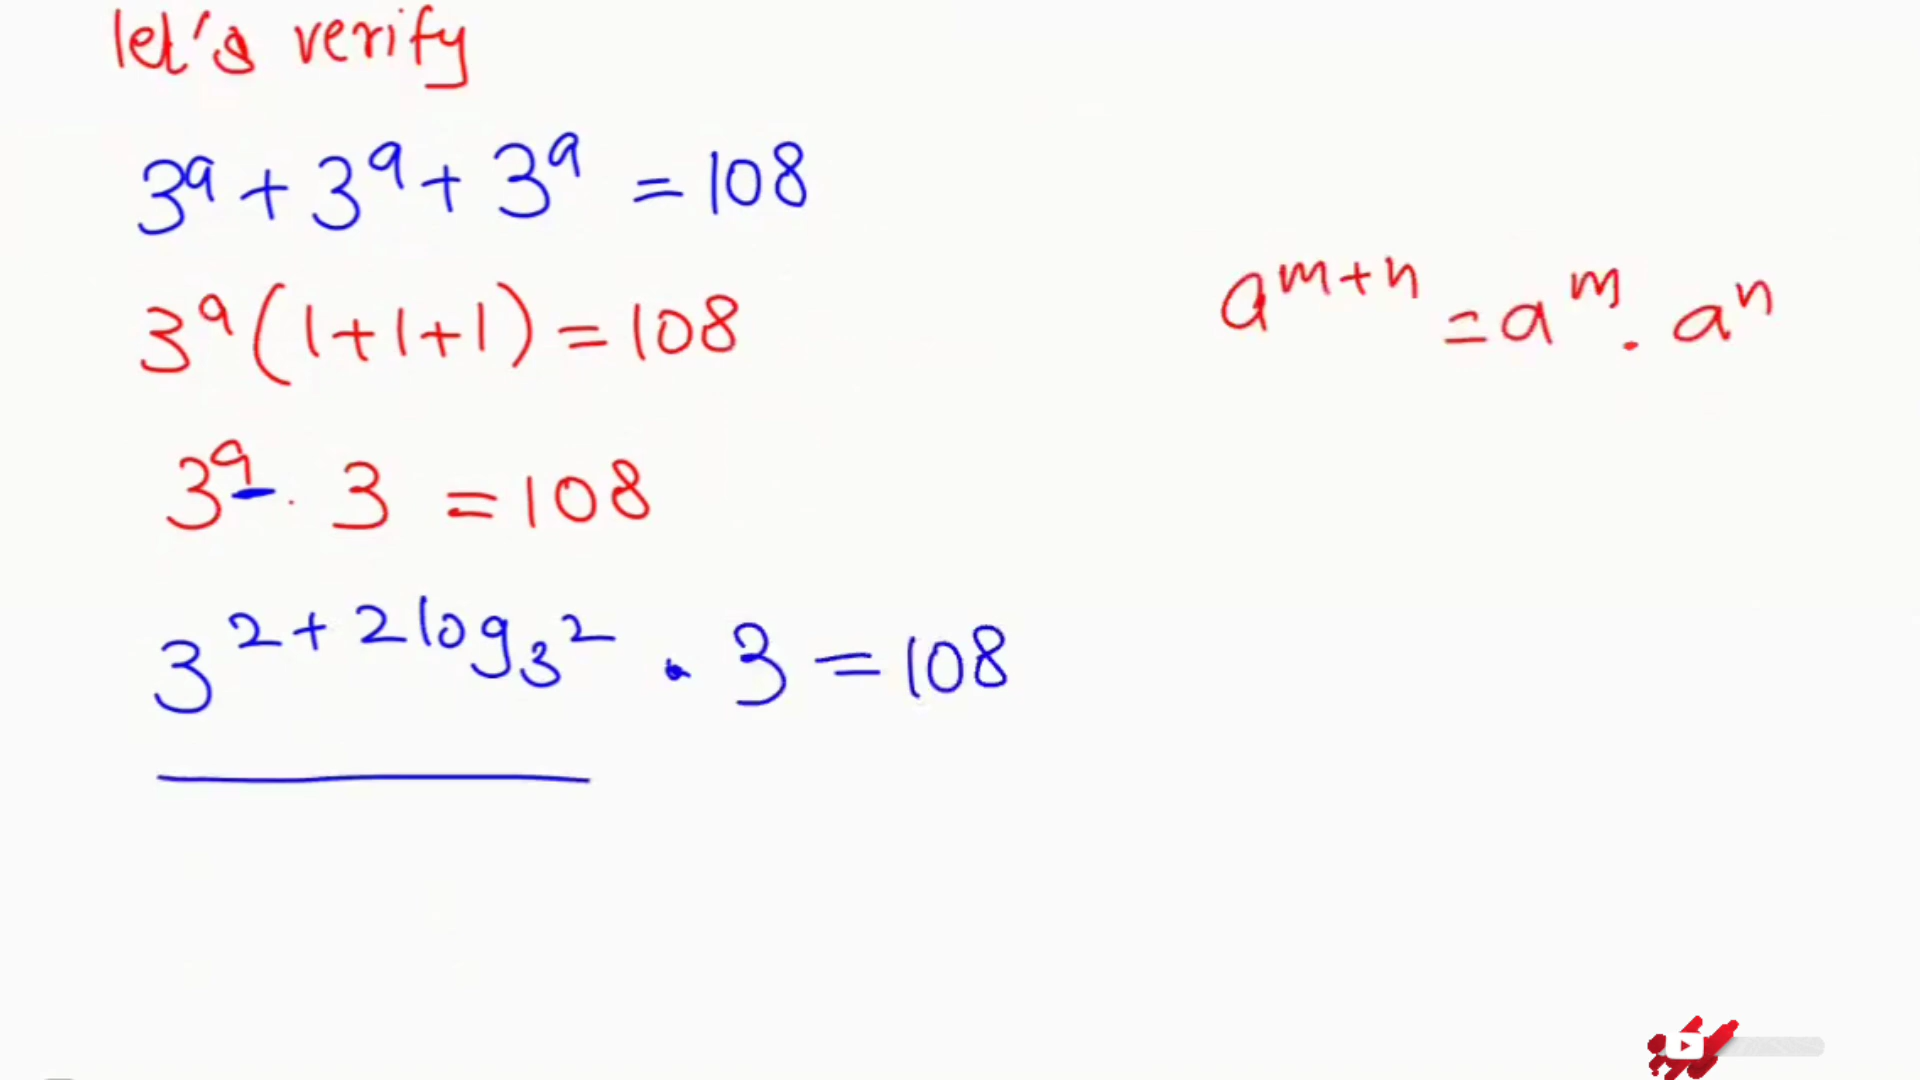 let's verify
3^a + 3^a + 3^a = 108
3^a (1+1+1) = 108
a^{m+n} = a^m . a^n
3^a . 3 = 108
3^{2+2log_3 2} . 3 = 108